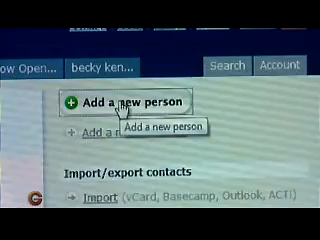 ow Open... becky ken... Search Account
Add a new person
Add a n
Add a new person
Import/export contacts
Import (vCard, Basecamp, Outlook, ACT!)